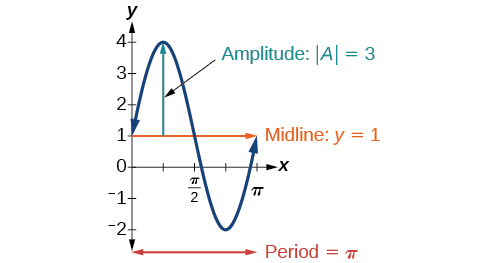 y
4
Amplitude: |A| = 3
3
2
1
Midline: y = 1
0
x
π/2
π
−1
−2
Period = π